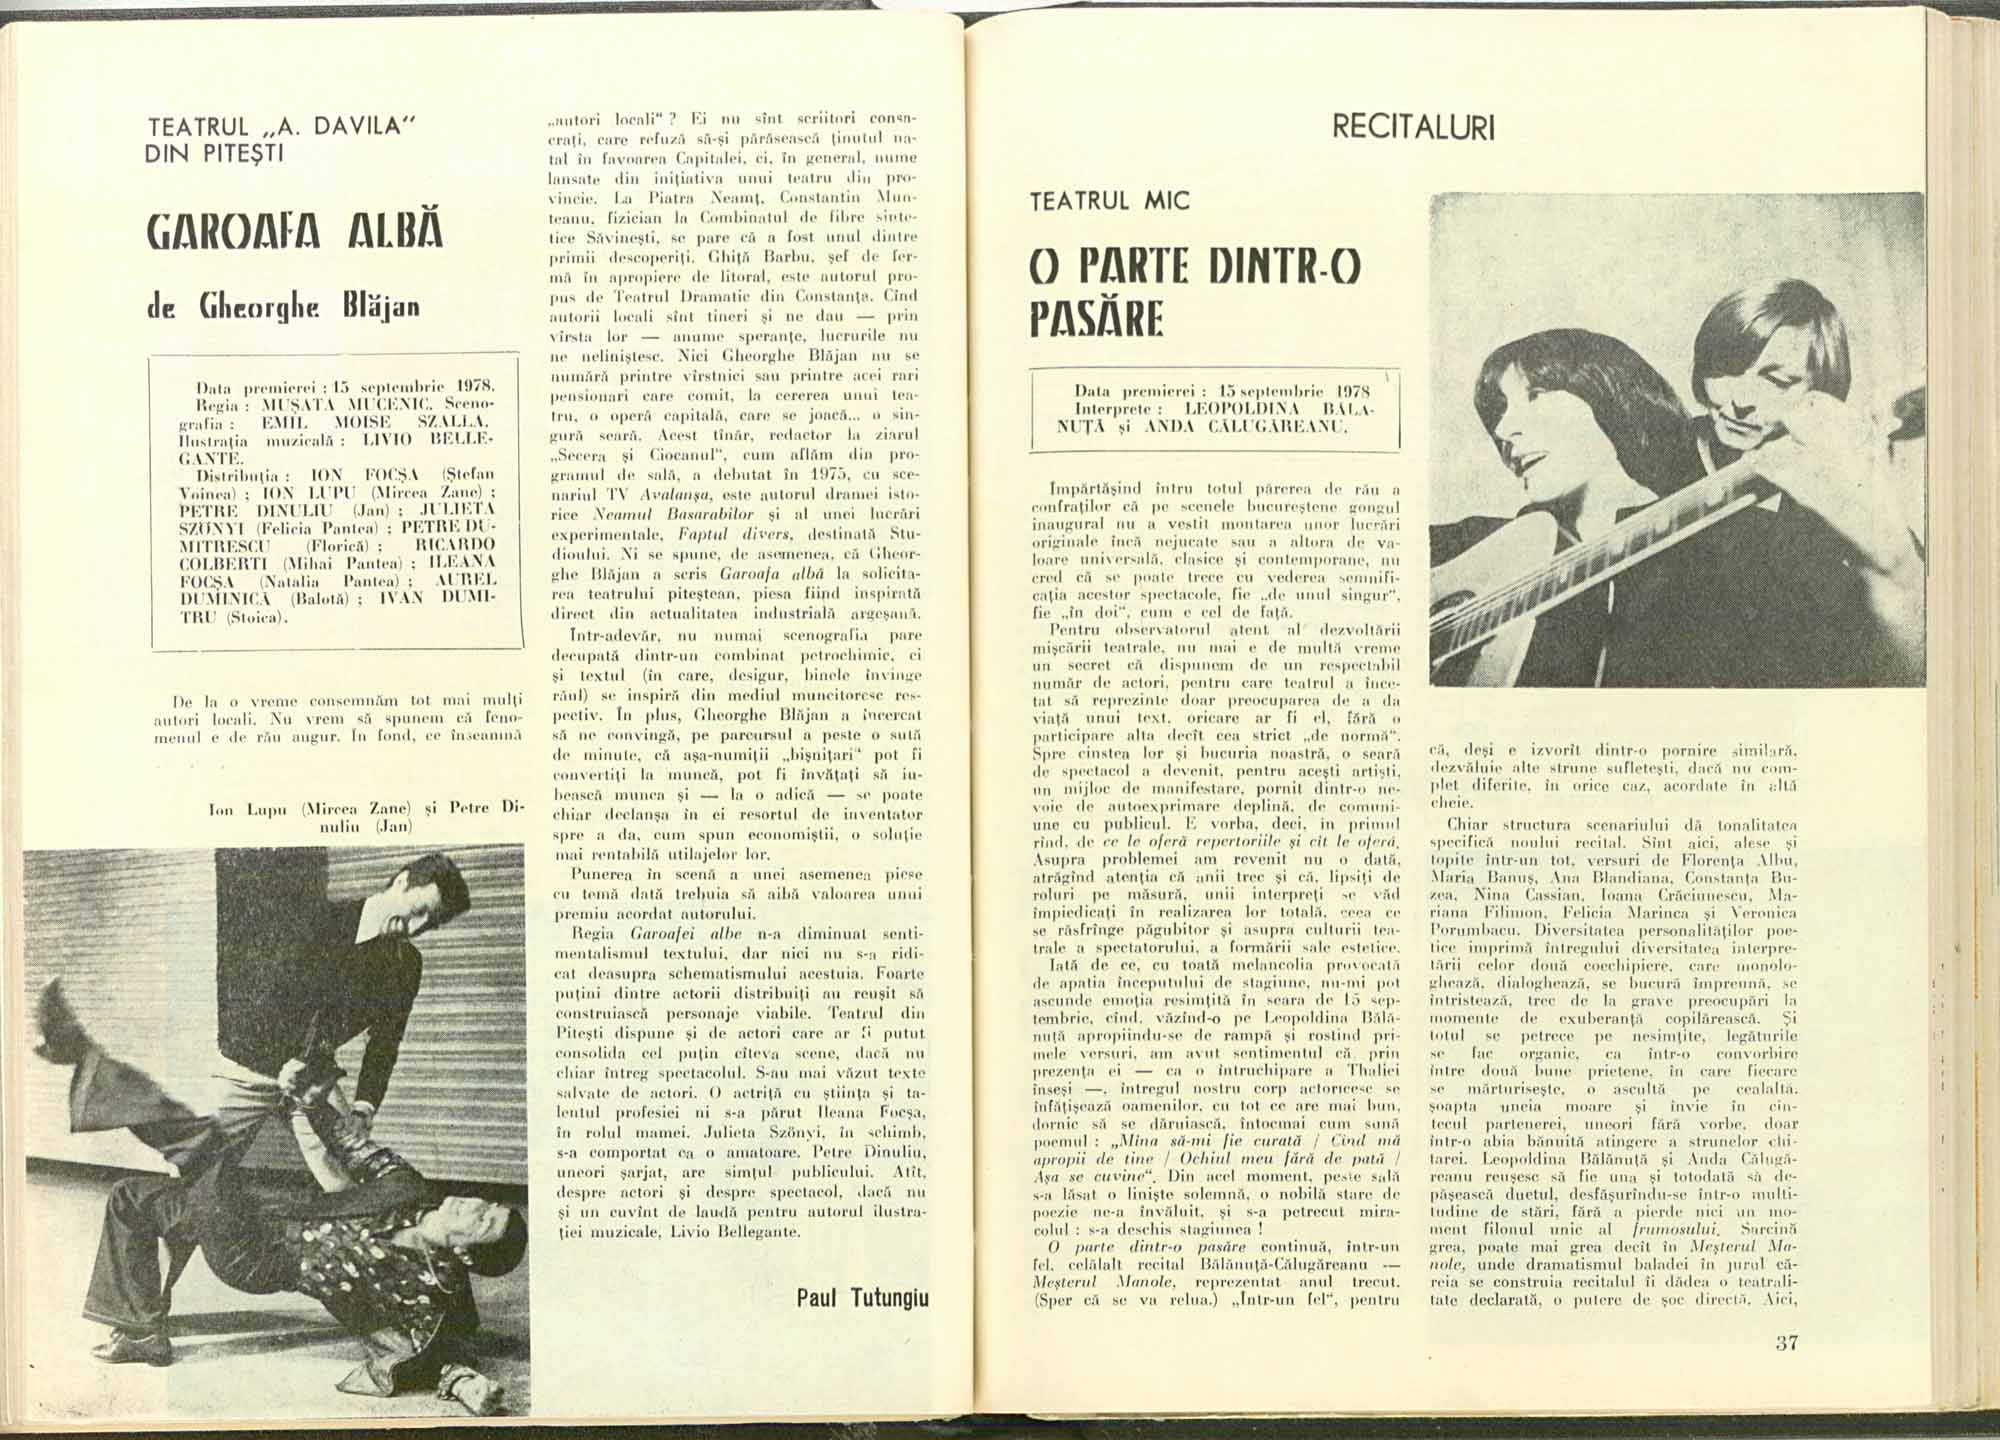 TEATRUL „A. DAVILA"
DIN PITEȘTI
GAROAFA ALBĂ
de Gheorghe Blăjan
Data premierei : 15 septembrie 1978.
Regia : MUȘATA MUCENIC. Sceno-
grafia : EMIL MOISE SZALLA.
Ilustrația muzicală : LIVIO BELLE-
GANTE.
Distribuția : ION FOCȘA (Ștefan
Voinea) ; ION LUPU (Mircea Zane) ;
PETRE DINULIU (Jan) ; JULIETA
SZÖNYI (Felicia Pantea) ; PETRE DU-
MITRESCU (Florică) ; RICARDO
COLBERTI (Mihai Pantea) ; ILEANA
FOCȘA (Natalia Pantea) ; AUREL
DUMINICĂ (Balotă) ; IVAN DUMI-
TRU (Stoica).
De la o vreme consemnăm tot mai mulți
autori locali. Nu vrem să spunem că feno-
menul e de rău augur. În fond, ce înseamnă
Ion Lupu (Mircea Zane) și Petre Di-
nuliu (Jan)
„autori locali" ? Ei nu sînt scriitori consa-
crați, care refuză să-și părăsească ținutul na-
tal în favoarea Capitalei, ci, în general, nume
lansate din inițiativa unui teatru din pro-
vincie. La Piatra Neamț, Constantin Mun-
teanu, fizician la Combinatul de fibre sinte-
tice Săvinești, se pare că a fost unul dintre
primii descoperiți. Ghiță Barbu, șef de fer-
mă în apropiere de litoral, este autorul pro-
pus de Teatrul Dramatic din Constanța. Cînd
autorii locali sînt tineri și ne dau — prin
vîrsta lor — anume speranțe, lucrurile nu
ne neliniștesc. Nici Gheorghe Blăjan nu se
numără printre vîrstnici sau printre acei rari
pensionari care comit, la cererea unui tea-
tru, o operă capitală, care se joacă... o sin-
gură seară. Acest tînăr, redactor la ziarul
„Secera și Ciocanul", cum aflăm din pro-
gramul de sală, a debutat în 1975, cu sce-
nariul TV Avalanșa, este autorul dramei isto-
rice Neamul Basarabilor și al unei lucrări
experimentale, Faptul divers, destinată Stu-
dioului. Ni se spune, de asemenea, că Gheor-
ghe Blăjan a scris Garoafa albă la solicita-
rea teatrului piteștean, piesa fiind inspirată
direct din actualitatea industrială argeșană.
Într-adevăr, nu numai scenografia pare
decupată dintr-un combinat petrochimic, ci
și textul (în care, desigur, binele învinge
răul) se inspiră din mediul muncitoresc res-
pectiv. În plus, Gheorghe Blăjan a încercat
să ne convingă, pe parcursul a peste o sută
de minute, că așa-numiții „bișnițari" pot fi
convertiți la muncă, pot fi învățați să iu-
bească munca și — la o adică — se poate
chiar declanșa în ei resortul de inventator
spre a da, cum spun economiștii, o soluție
mai rentabilă utilajelor lor.
Punerea în scenă a unei asemenea piese
cu temă dată trebuia să aibă valoarea unui
premiu acordat autorului.
Regia Garoafei albe n-a diminuat senti-
mentalismul textului, dar nici nu s-a ridi-
cat deasupra schematismului acestuia. Foarte
puțini dintre actorii distribuiți au reușit să
construiască personaje viabile. Teatrul din
Pitești dispune și de actori care ar fi putut
consolida cel puțin cîteva scene, dacă nu
chiar întreg spectacolul. S-au mai văzut texte
salvate de actori. O actriță cu știința și ta-
lentul profesiei ni s-a părut Ileana Focșa,
în rolul mamei. Julieta Szönyi, în schimb,
s-a comportat ca o amatoare. Petre Dinuliu,
uneori șarjat, are simțul publicului. Atît,
despre actori și despre spectacol, dacă nu
și un cuvînt de laudă pentru autorul ilustra-
ției muzicale, Livio Bellegante.
Paul Tutungiu
RECITALURI
TEATRUL MIC
O PARTE DINTR-O
PASĂRE
Data premierei : 15 septembrie 1978
Interprete : LEOPOLDINA BĂLĂ-
NUȚĂ și ANDA CĂLUGĂREANU.
Împărtășind întru totul părerea de rău a
confraților că pe scenele bucureștene gongul
inaugural nu a vestit montarea unor lucrări
originale încă nejucate sau a altora de va-
loare universală, clasice și contemporane, nu
cred că se poate trece cu vederea semnifi-
cația acestor spectacole, fie „de unul singur",
fie „în doi", cum e cel de față.
Pentru observatorul atent al dezvoltării
mișcării teatrale, nu mai e de multă vreme
un secret că dispunem de un respectabil
număr de actori, pentru care teatrul a înce-
tat să reprezinte doar preocuparea de a da
viață unui text, oricare ar fi el, fără o
participare alta decît cea strict „de normă".
Spre cinstea lor și bucuria noastră, o seară
de spectacol a devenit, pentru acești artiști,
un mijloc de manifestare, pornit dintr-o ne-
voie de autoexprimare deplină, de comuni-
une cu publicul. E vorba, deci, în primul
rînd, de ce le oferă repertoriile și cît le oferă.
Asupra problemei am revenit nu o dată,
atrăgînd atenția că anii trec și că, lipsiți de
roluri pe măsură, unii interpreți se văd
împiedicați în realizarea lor totală, ceea ce
se răsfrînge păgubitor și asupra culturii tea-
trale a spectatorului, a formării sale estetice.
Iată de ce, cu toată melancolia provocată
de apatia începutului de stagiune, nu-mi pot
ascunde emoția resimțită în seara de 15 sep-
tembrie, cînd, văzînd-o pe Leopoldina Bălă-
nuță apropiindu-se de rampă și rostind pri-
mele versuri, am avut sentimentul că prin
prezența ei — ca o întruchipare a Thaliei
înseși —, întregul nostru corp actoricesc se
înfățișează oamenilor, cu tot ce are mai bun,
dornic să se dăruiască, întocmai cum sună
poemul : „Mîna să-mi fie curată / Cînd mă
apropii de tine / Ochiul meu fără de pată /
Așa se cuvine". Din acel moment, peste sală
s-a lăsat o liniște solemnă, o nobilă stare de
poezie ne-a învăluit, și s-a petrecut mira-
colul : s-a deschis stagiunea !
O parte dintr-o pasăre continuă, într-un
fel, celălalt recital Bălănuță-Călugăreanu —
Meșterul Manole, reprezentat anul trecut.
(Sper că se va relua.) „Într-un fel", pentru
că, deși e izvorît dintr-o pornire similară,
dezvăluie alte strune sufletești, dacă nu com-
plet diferite, în orice caz, acordate în altă
cheie.
Chiar structura scenariului dă tonalitatea
specifică noului recital. Sînt aici, alese și
topite într-un tot, versuri de Florența Albu,
Maria Banuș, Ana Blandiana, Constanța Bu-
zea, Nina Cassian, Ioana Crăciunescu, Ma-
riana Filimon, Felicia Marinca și Veronica
Porumbacu. Diversitatea personalităților poe-
tice imprimă întregului diversitatea interpre-
tării celor două coechipiere, care monolo-
ghează, dialoghează, se bucură împreună, se
întristează, trec de la grave preocupări la
momente de exuberanță copilărească. Și
totul se petrece pe nesimțite, legăturile
se fac organic, ca într-o convorbire
între două bune prietene, în care fiecare
se mărturisește, o ascultă pe cealaltă,
șoapta uneia moare și învie în cîn-
tecul partenerei, uneori fără vorbe, doar
într-o abia bănuită atingere a strunelor chi-
tarei. Leopoldina Bălănuță și Anda Călugă-
reanu reușesc să fie una și totodată să de-
pășească duetul, desfășurîndu-se într-o multi-
tudine de stări, fără a pierde nici un mo-
ment filonul unic al frumosului. Sarcină
grea, poate mai grea decît în Meșterul Ma-
nole, unde dramatismul baladei în jurul că-
reia se construia recitalul îi dădea o teatrali-
tate declarată, o putere de șoc directă. Aici,
37